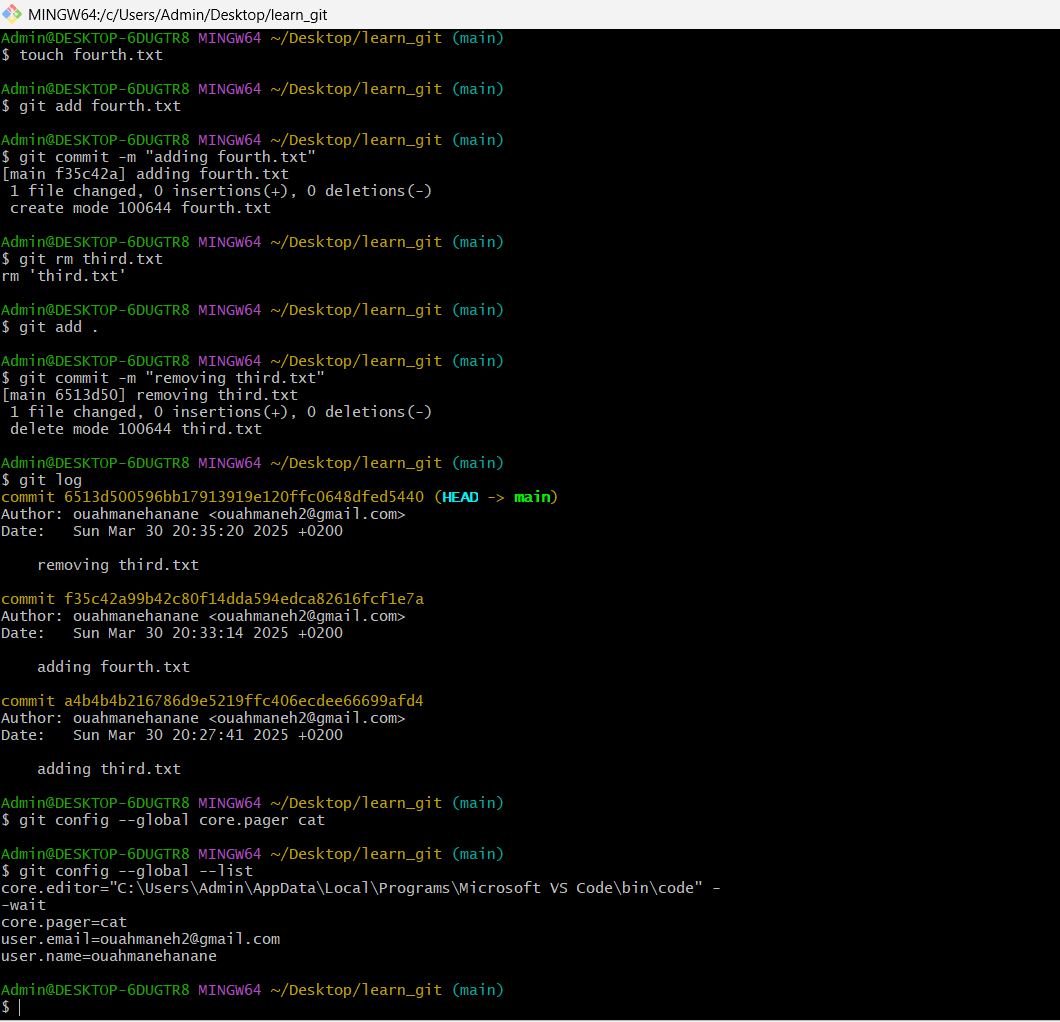 MINGW64:/c/Users/Admin/Desktop/learn_git
Admin@DESKTOP-6DUGTR8 MINGW64 ~/Desktop/learn_git (main)
$ touch fourth.txt
Admin@DESKTOP-6DUGTR8 MINGW64 ~/Desktop/learn_git (main)
$ git add fourth.txt
Admin@DESKTOP-6DUGTR8 MINGW64 ~/Desktop/learn_git (main)
$ git commit -m "adding fourth.txt"
[main f35c42a] adding fourth.txt
 1 file changed, 0 insertions(+), 0 deletions(-)
 create mode 100644 fourth.txt
Admin@DESKTOP-6DUGTR8 MINGW64 ~/Desktop/learn_git (main)
$ git rm third.txt
rm 'third.txt'
Admin@DESKTOP-6DUGTR8 MINGW64 ~/Desktop/learn_git (main)
$ git add .
Admin@DESKTOP-6DUGTR8 MINGW64 ~/Desktop/learn_git (main)
$ git commit -m "removing third.txt"
[main 6513d50] removing third.txt
 1 file changed, 0 insertions(+), 0 deletions(-)
 delete mode 100644 third.txt
Admin@DESKTOP-6DUGTR8 MINGW64 ~/Desktop/learn_git (main)
$ git log
commit 6513d500596bb17913919e120ffc0648dfed5440 (HEAD -> main)
Author: ouahmanehanane <ouahmaneh2@gmail.com>
Date:   Sun Mar 30 20:35:20 2025 +0200
    removing third.txt
commit f35c42a99b42c80f14dda594edca82616fcf1e7a
Author: ouahmanehanane <ouahmaneh2@gmail.com>
Date:   Sun Mar 30 20:33:14 2025 +0200
    adding fourth.txt
commit a4b4b4b216786d9e5219ffc406ecdee66699afd4
Author: ouahmanehanane <ouahmaneh2@gmail.com>
Date:   Sun Mar 30 20:27:41 2025 +0200
    adding third.txt
Admin@DESKTOP-6DUGTR8 MINGW64 ~/Desktop/learn_git (main)
$ git config --global core.pager cat
Admin@DESKTOP-6DUGTR8 MINGW64 ~/Desktop/learn_git (main)
$ git config --global --list
core.editor="C:\Users\Admin\AppData\Local\Programs\Microsoft VS Code\bin\code" -
-wait
core.pager=cat
user.email=ouahmaneh2@gmail.com
user.name=ouahmanehanane
Admin@DESKTOP-6DUGTR8 MINGW64 ~/Desktop/learn_git (main)
$